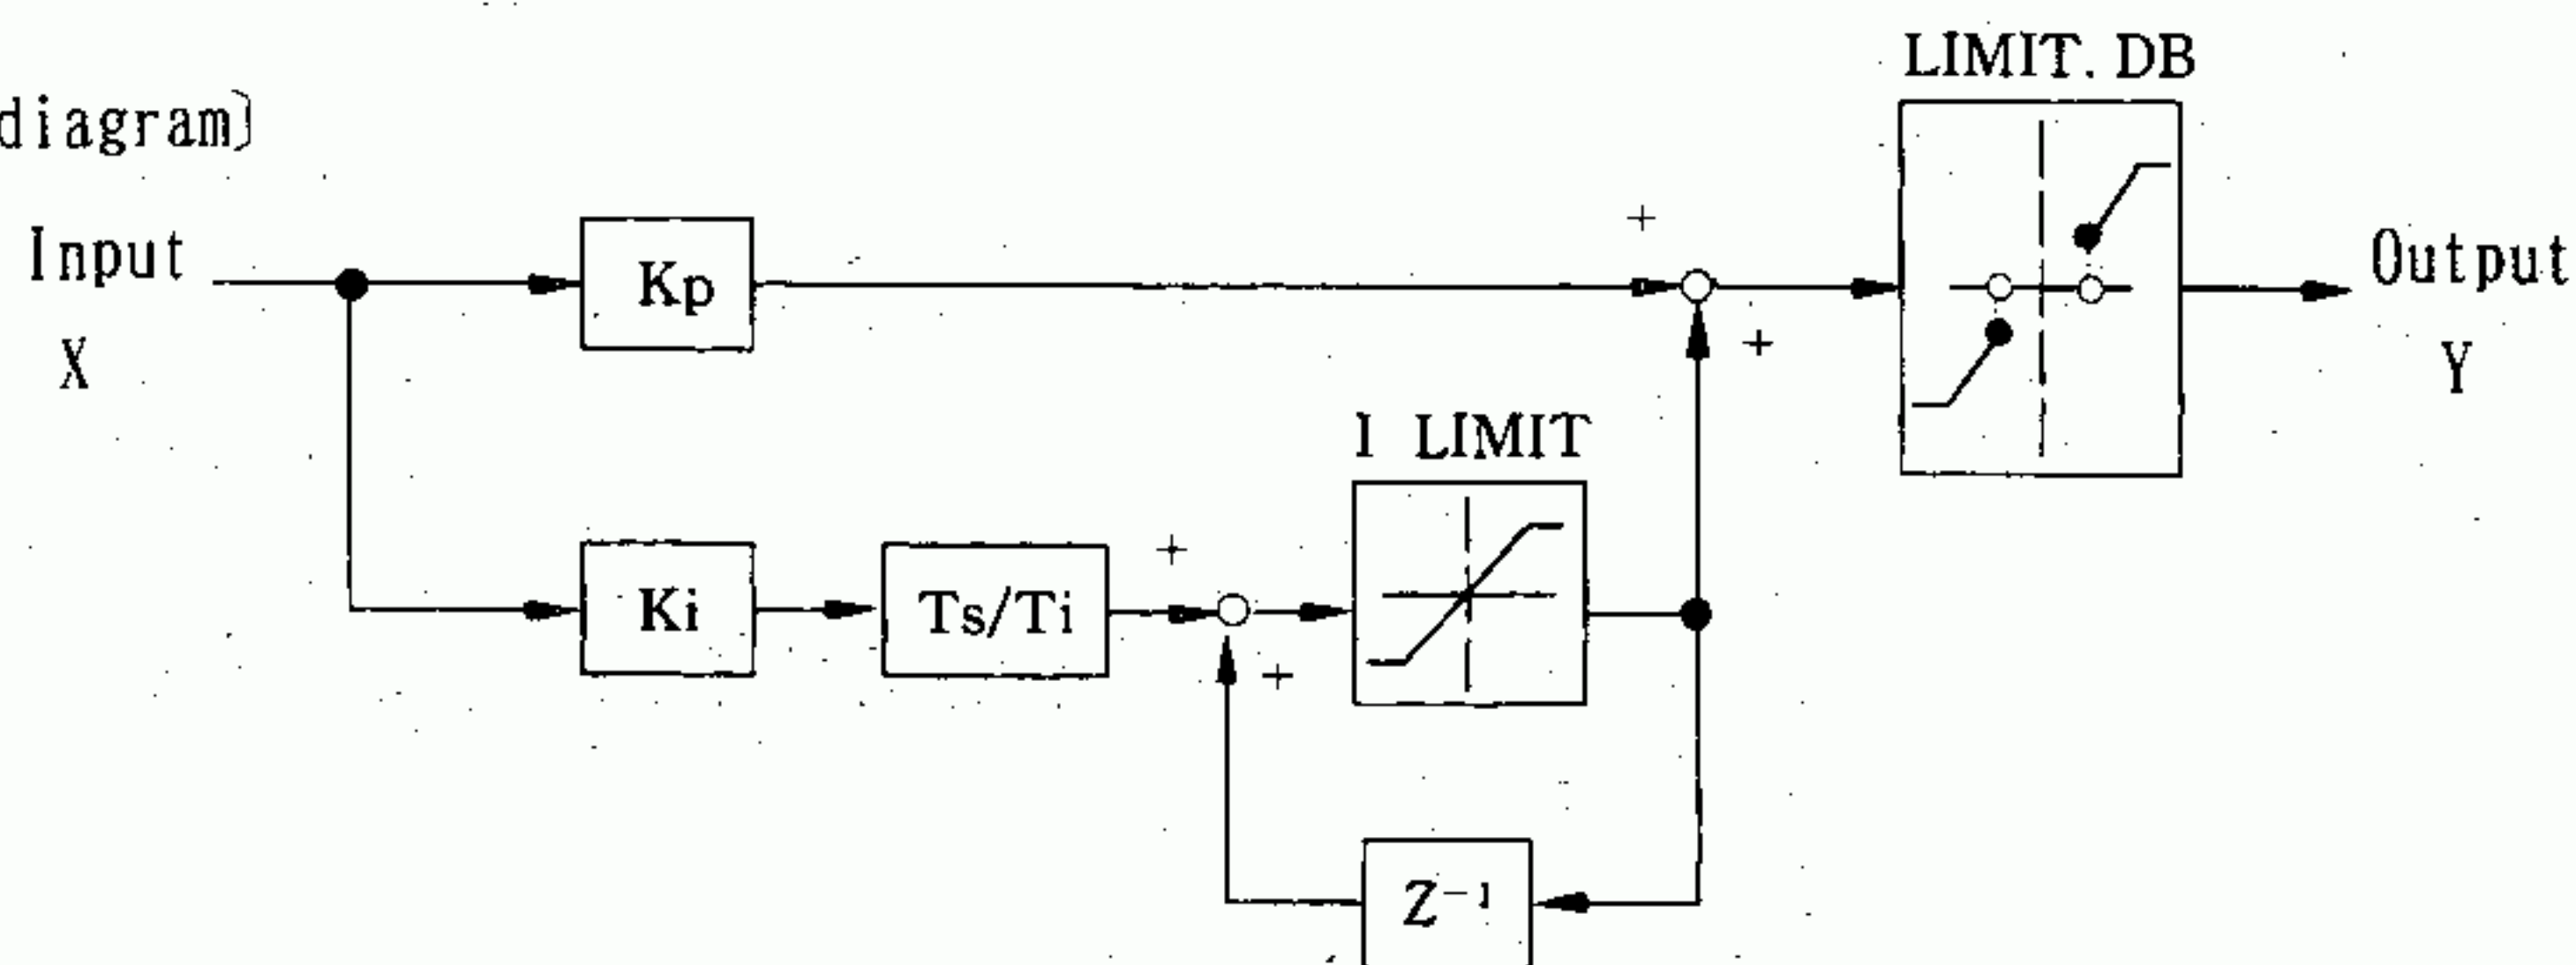 LIMIT. DB
diagram]
Input
Kp
+
Output
X
+
Y
I LIMIT
+
Ki
Ts/Ti
+
Z⁻¹